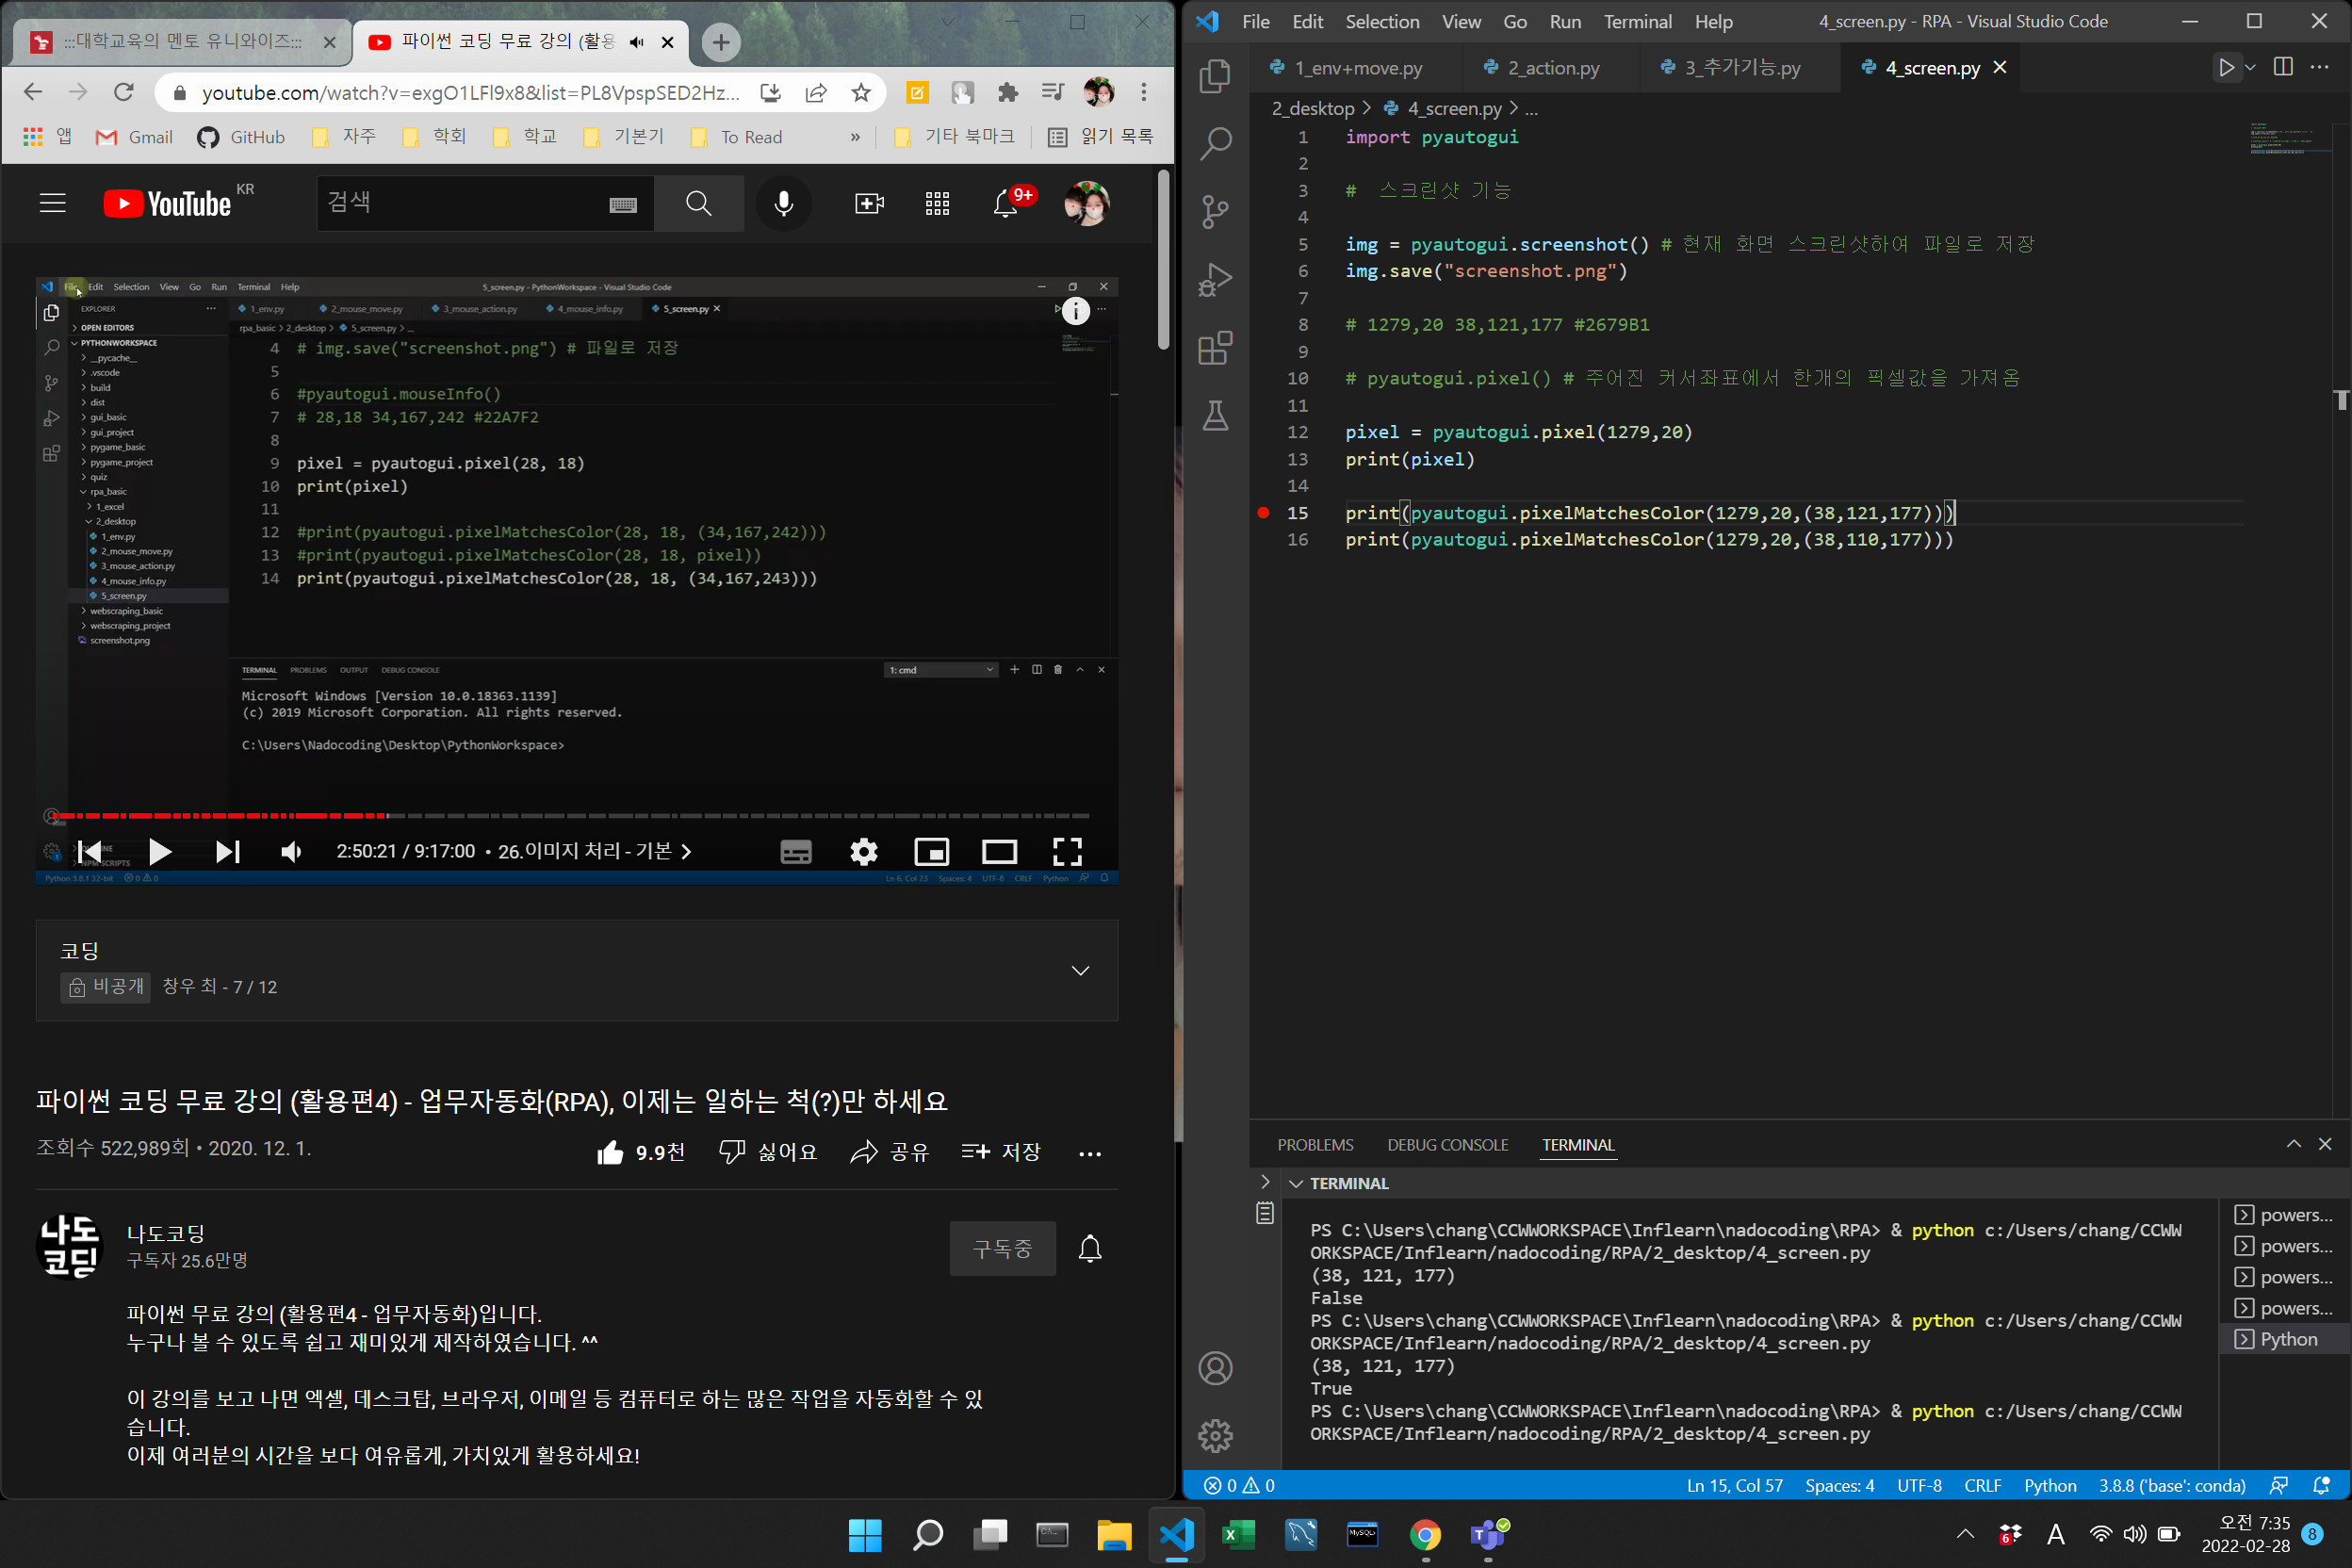 :::대학교육의 멘토 유니와이즈:::
파이썬 코딩 무료 강의 (활용
youtube.com/watch?v=exgO1LFl9x8&list=PL8VpspSED2Hz...
앱 Gmail GitHub 자주 학회 학교 기본기 To Read » 기타 북마크 읽기 목록
YouTube KR
검색
9+
File Edit Selection View Go Run Terminal Help 5_screen.py - PythonWorkspace - Visual Studio Code
EXPLORER
OPEN EDITORS
PYTHONWORKSPACE
__pycache__
.vscode
build
dist
gui_basic
gui_project
pygame_basic
pygame_project
quiz
rpa_basic
1_excel
2_desktop
1_env.py
2_mouse_move.py
3_mouse_action.py
4_mouse_info.py
5_screen.py
webscraping_basic
webscraping_project
screenshot.png
NPM SCRIPTS
1_env.py 2_mouse_move.py 3_mouse_action.py 4_mouse_info.py 5_screen.py
rpa_basic > 2_desktop > 5_screen.py > ...
4 # img.save("screenshot.png") # 파일로 저장
5
6 #pyautogui.mouseInfo()
7 # 28,18 34,167,242 #22A7F2
8
9 pixel = pyautogui.pixel(28, 18)
10 print(pixel)
11
12 #print(pyautogui.pixelMatchesColor(28, 18, (34,167,242)))
13 #print(pyautogui.pixelMatchesColor(28, 18, pixel))
14 print(pyautogui.pixelMatchesColor(28, 18, (34,167,243)))
TERMINAL PROBLEMS OUTPUT DEBUG CONSOLE 1: cmd
Microsoft Windows [Version 10.0.18363.1139]
(c) 2019 Microsoft Corporation. All rights reserved.
C:\Users\Nadocoding\Desktop\PythonWorkspace>
2:50:21 / 9:17:00 • 26.이미지 처리 - 기본
Python 3.8.1 32-bit 0 0 Ln 6, Col 23 Spaces: 4 UTF-8 CRLF Python
코딩
비공개 창우 최 - 7 / 12
파이썬 코딩 무료 강의 (활용편4) - 업무자동화(RPA), 이제는 일하는 척(?)만 하세요
조회수 522,989회 • 2020. 12. 1.
9.9천 싫어요 공유 저장
나도코딩
나도코딩
구독자 25.6만명
구독중
파이썬 무료 강의 (활용편4 - 업무자동화)입니다.
누구나 볼 수 있도록 쉽고 재미있게 제작하였습니다. ^^
이 강의를 보고 나면 엑셀, 데스크탑, 브라우저, 이메일 등 컴퓨터로 하는 많은 작업을 자동화할 수 있
습니다.
이제 여러분의 시간을 보다 여유롭게, 가치있게 활용하세요!
File Edit Selection View Go Run Terminal Help 4_screen.py - RPA - Visual Studio Code
1_env+move.py 2_action.py 3_추가기능.py 4_screen.py
2_desktop > 4_screen.py > ...
1 import pyautogui
2
3 # 스크린샷 기능
4
5 img = pyautogui.screenshot() # 현재 화면 스크린샷하여 파일로 저장
6 img.save("screenshot.png")
7
8 # 1279,20 38,121,177 #2679B1
9
10 # pyautogui.pixel() # 주어진 커서좌표에서 한개의 픽셀값을 가져옴
11
12 pixel = pyautogui.pixel(1279,20)
13 print(pixel)
14
15 print(pyautogui.pixelMatchesColor(1279,20,(38,121,177)))
16 print(pyautogui.pixelMatchesColor(1279,20,(38,110,177)))
PROBLEMS DEBUG CONSOLE TERMINAL
TERMINAL
PS C:\Users\chang\CCWWORKSPACE\Inflearn\nadocoding\RPA> & python c:/Users/chang/CCWW
ORKSPACE/Inflearn/nadocoding/RPA/2_desktop/4_screen.py
(38, 121, 177)
False
PS C:\Users\chang\CCWWORKSPACE\Inflearn\nadocoding\RPA> & python c:/Users/chang/CCWW
ORKSPACE/Inflearn/nadocoding/RPA/2_desktop/4_screen.py
(38, 121, 177)
True
PS C:\Users\chang\CCWWORKSPACE\Inflearn\nadocoding\RPA> & python c:/Users/chang/CCWW
ORKSPACE/Inflearn/nadocoding/RPA/2_desktop/4_screen.py
powers...
powers...
powers...
powers...
Python
0 0 Ln 15, Col 57 Spaces: 4 UTF-8 CRLF Python 3.8.8 ('base': conda)
MySQL
6 A 오전 7:35
2022-02-28 8